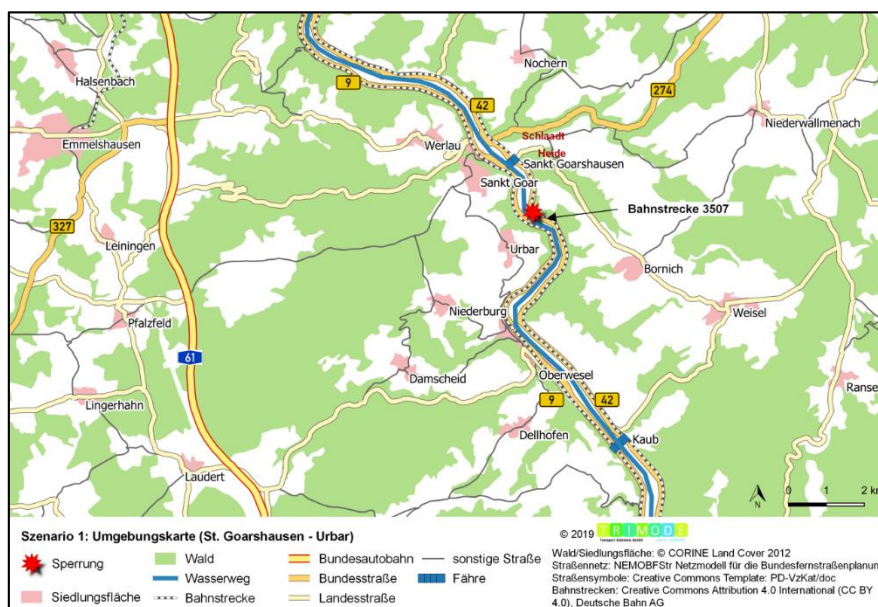 Nochern
Halsenbach
9
42
274
Niederwallmenach
Schlaadt
Emmelshausen
Werlau
Heide
Sankt Goarshausen
Sankt Goar
Bahnstrecke 3507
327
Leiningen
Urbar
Bornich
Niederburg
Weisel
Pfalzfeld
61
Damscheid
Oberwesel
Ranse
Lingerhahn
9
42
Dellhofen
Kaub
Laudert
N
0 1 2 km
Szenario 1: Umgebungskarte (St. Goarshausen - Urbar)
Sperrung
Wald
Bundesautobahn
sonstige Straße
Wasserweg
Bundesstraße
Fähre
Siedlungsfläche
Bahnstrecke
Landesstraße
© 2019 TRIMODE
Wald/Siedlungsfläche: © CORINE Land Cover 2012
Straßennetz: NEMOBFStr Netzmodell für die Bundesfernstraßenplanung
Straßensymbole: Creative Commons Template: PD-VzKat/doc
Bahnstrecken: Creative Commons Attribution 4.0 International (CC BY
4.0), Deutsche Bahn AG